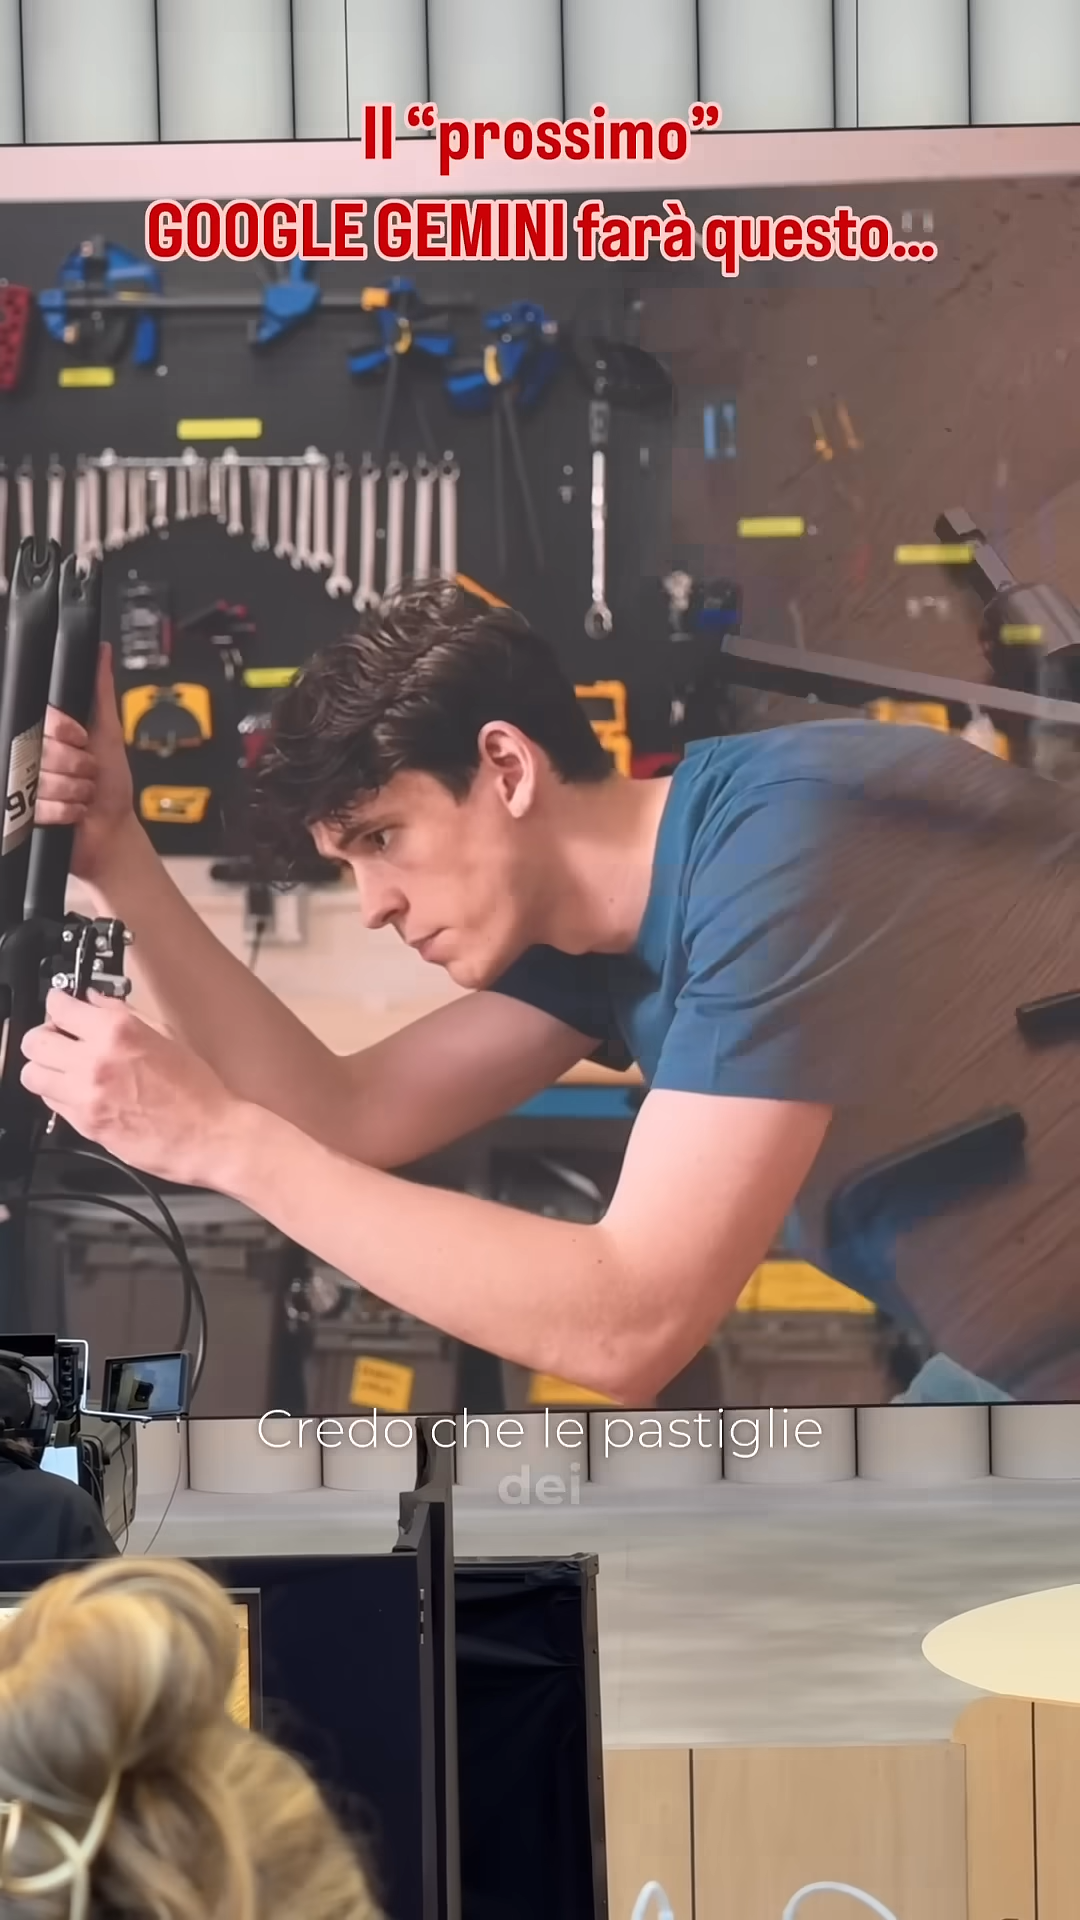 Il “prossimo”
GOOGLE GEMINI farà questo...
Credo che le pastiglie
dei